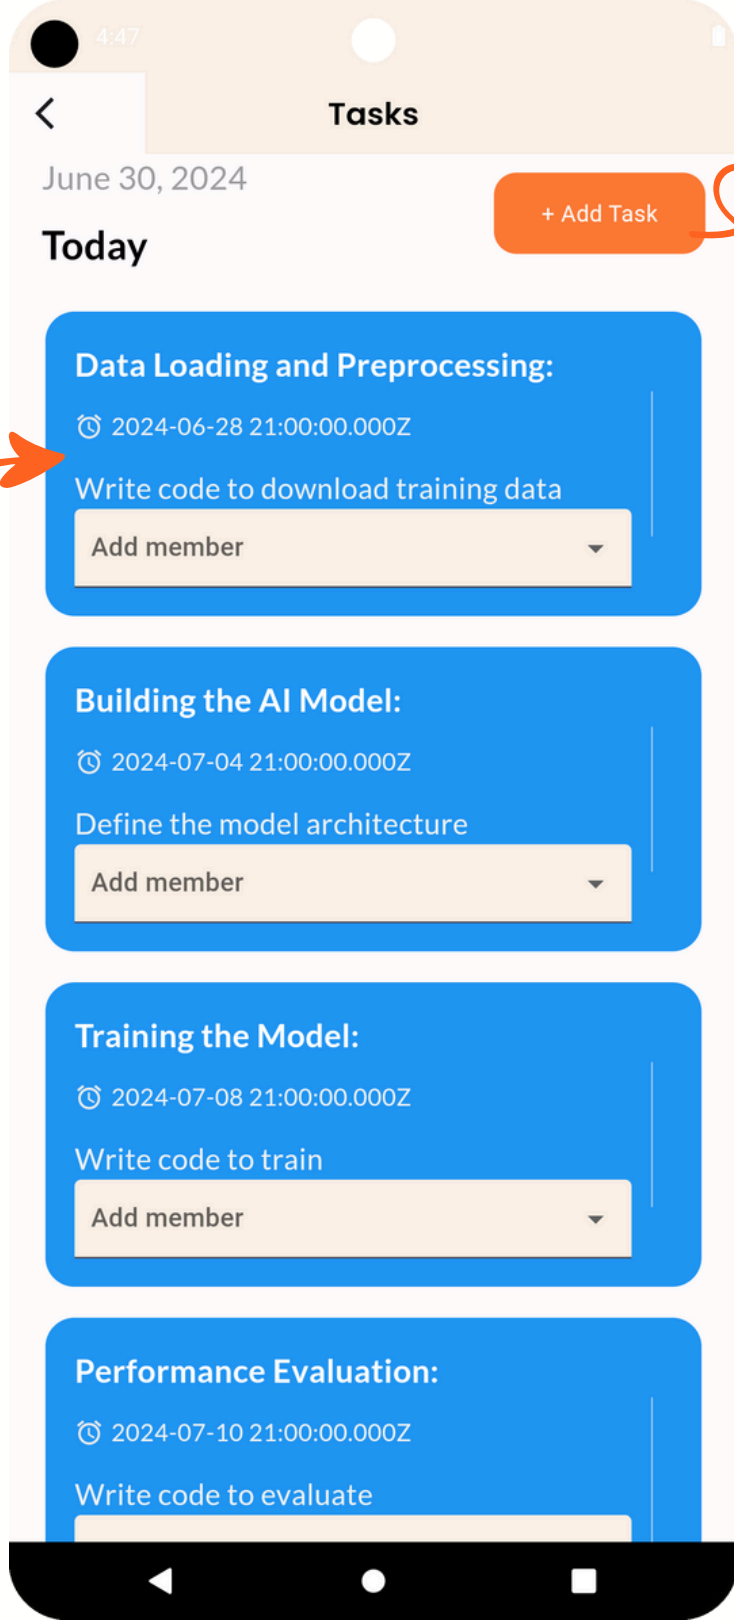 4:47
Tasks
June 30, 2024
+ Add Task
Today
Data Loading and Preprocessing:
2024-06-28 21:00:00.000Z
Write code to download training data
Add member
Building the AI Model:
2024-07-04 21:00:00.000Z
Define the model architecture
Add member
Training the Model:
2024-07-08 21:00:00.000Z
Write code to train
Add member
Performance Evaluation:
2024-07-10 21:00:00.000Z
Write code to evaluate